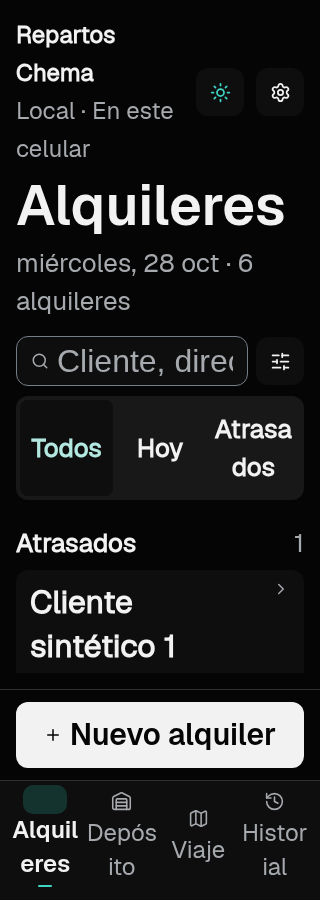 Repartos
Chema
Local · En este
celular
Alquileres
miércoles, 28 oct · 6
alquileres
Cliente, direc
Todos
Hoy
Atrasa
dos
Atrasados
1
Cliente
sintético 1
+ Nuevo alquiler
Alquil
eres
Depós
ito
Viaje
Histor
ial